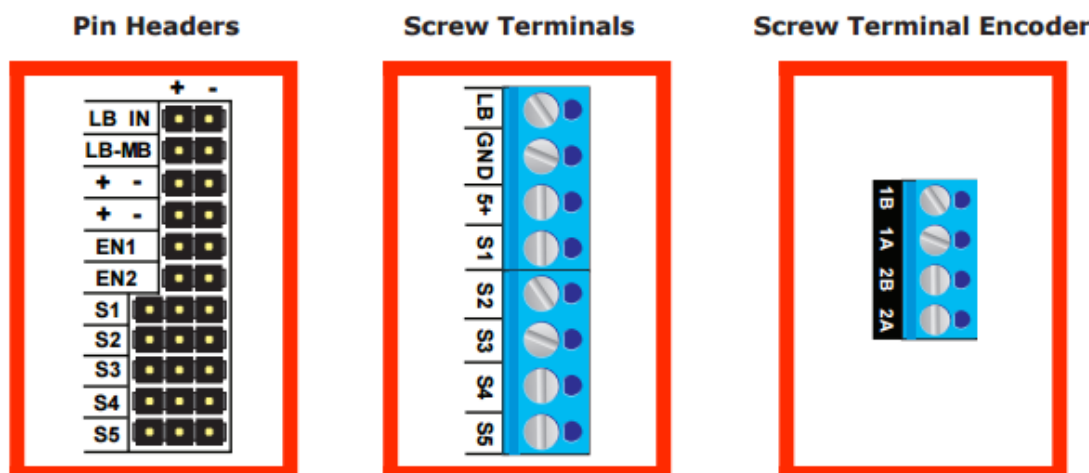 Pin Headers
Screw Terminals
Screw Terminal Encoder
+ -
LB IN
LB-MB
+ -
+ -
EN1
EN2
S1
S2
S3
S4
S5
LB
GND
5+
S1
S2
S3
S4
S5
1B
1A
2B
2A